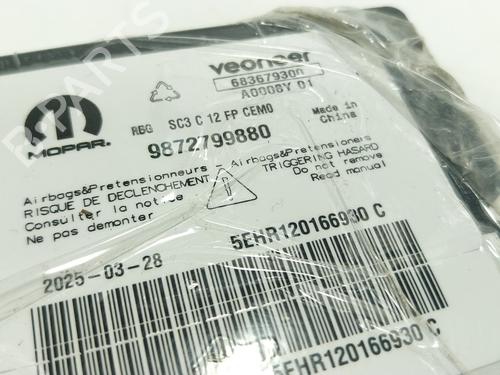 veoneer
683679300
A0008Y 01
R6G SC3 C 12 FP CEM0
Made in
China
MOPAR
9872799880
Airbags&Pretensionneurs - Airbags&Pretensioners
RISQUE DE DECLENCHEMENT
TRIGGERING HASARD
Consulter la notice
Do not remove
Ne pas demonter
Read manual
5EHR120166930 C
2025-03-28
5EHR120166930 C